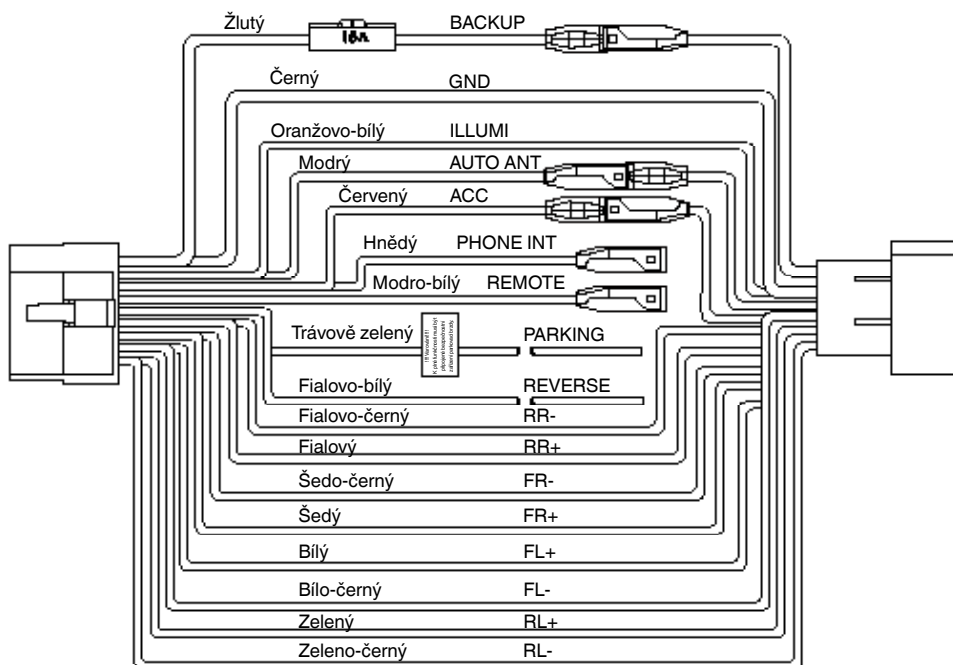 Žlutý BACKUP
Černý GND
Oranžovo-bílý ILLUMI
Modrý AUTO ANT
Červený ACC
Hnědý PHONE INT
Modro-bílý REMOTE
Trávově zelený PARKING
Fialovo-bílý REVERSE
Fialovo-černý RR-
Fialový RR+
Šedo-černý FR-
Šedý FR+
Bílý FL+
Bílo-černý FL-
Zelený RL+
Zeleno-černý RL-